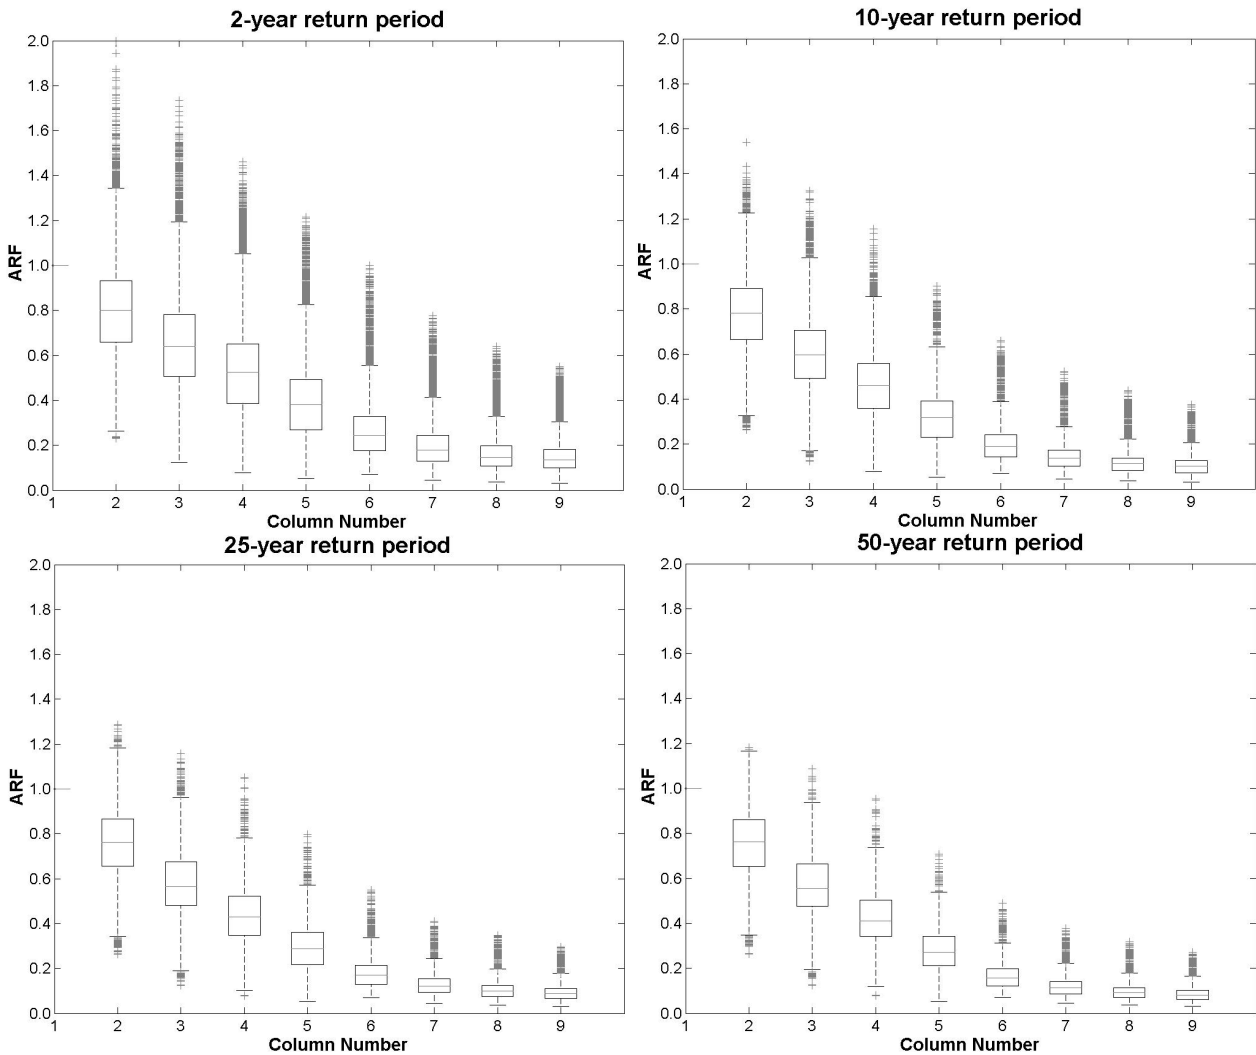 2-year return period
2.0
1.8
1.6
1.4
1.2
1.0
0.8
0.6
0.4
0.2
0.0
ARF
1 2 3 4 5 6 7 8 9
Column Number
10-year return period
2.0
1.8
1.6
1.4
1.2
1.0
0.8
0.6
0.4
0.2
0.0
ARF
1 2 3 4 5 6 7 8 9
Column Number
25-year return period
2.0
1.8
1.6
1.4
1.2
1.0
0.8
0.6
0.4
0.2
0.0
ARF
1 2 3 4 5 6 7 8 9
Column Number
50-year return period
2.0
1.8
1.6
1.4
1.2
1.0
0.8
0.6
0.4
0.2
0.0
ARF
1 2 3 4 5 6 7 8 9
Column Number